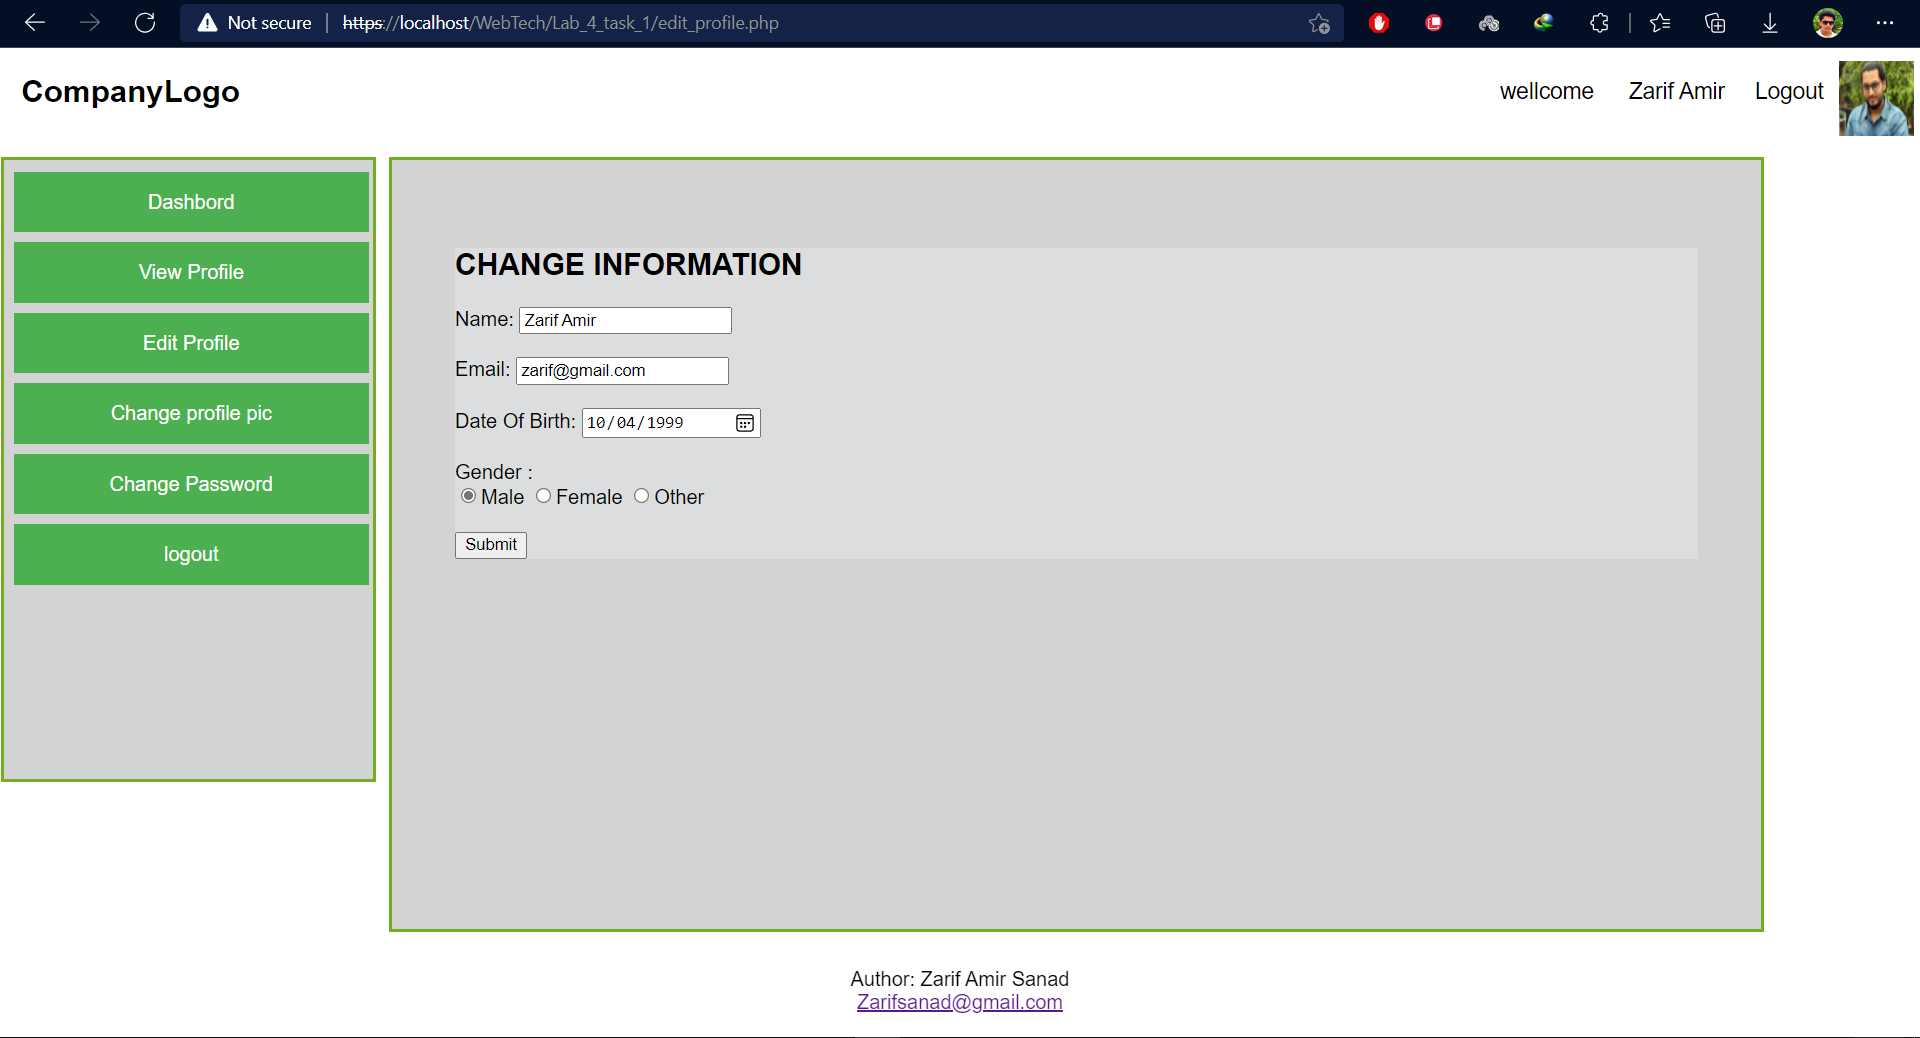 Not secure | https://localhost/WebTech/Lab_4_task_1/edit_profile.php
CompanyLogo
wellcome Zarif Amir Logout
Dashbord
View Profile
Edit Profile
Change profile pic
Change Password
logout
CHANGE INFORMATION
Name: Zarif Amir
Email: zarif@gmail.com
Date Of Birth: 10/04/1999
Gender :
Male Female Other
Submit
Author: Zarif Amir Sanad
Zarifsanad@gmail.com